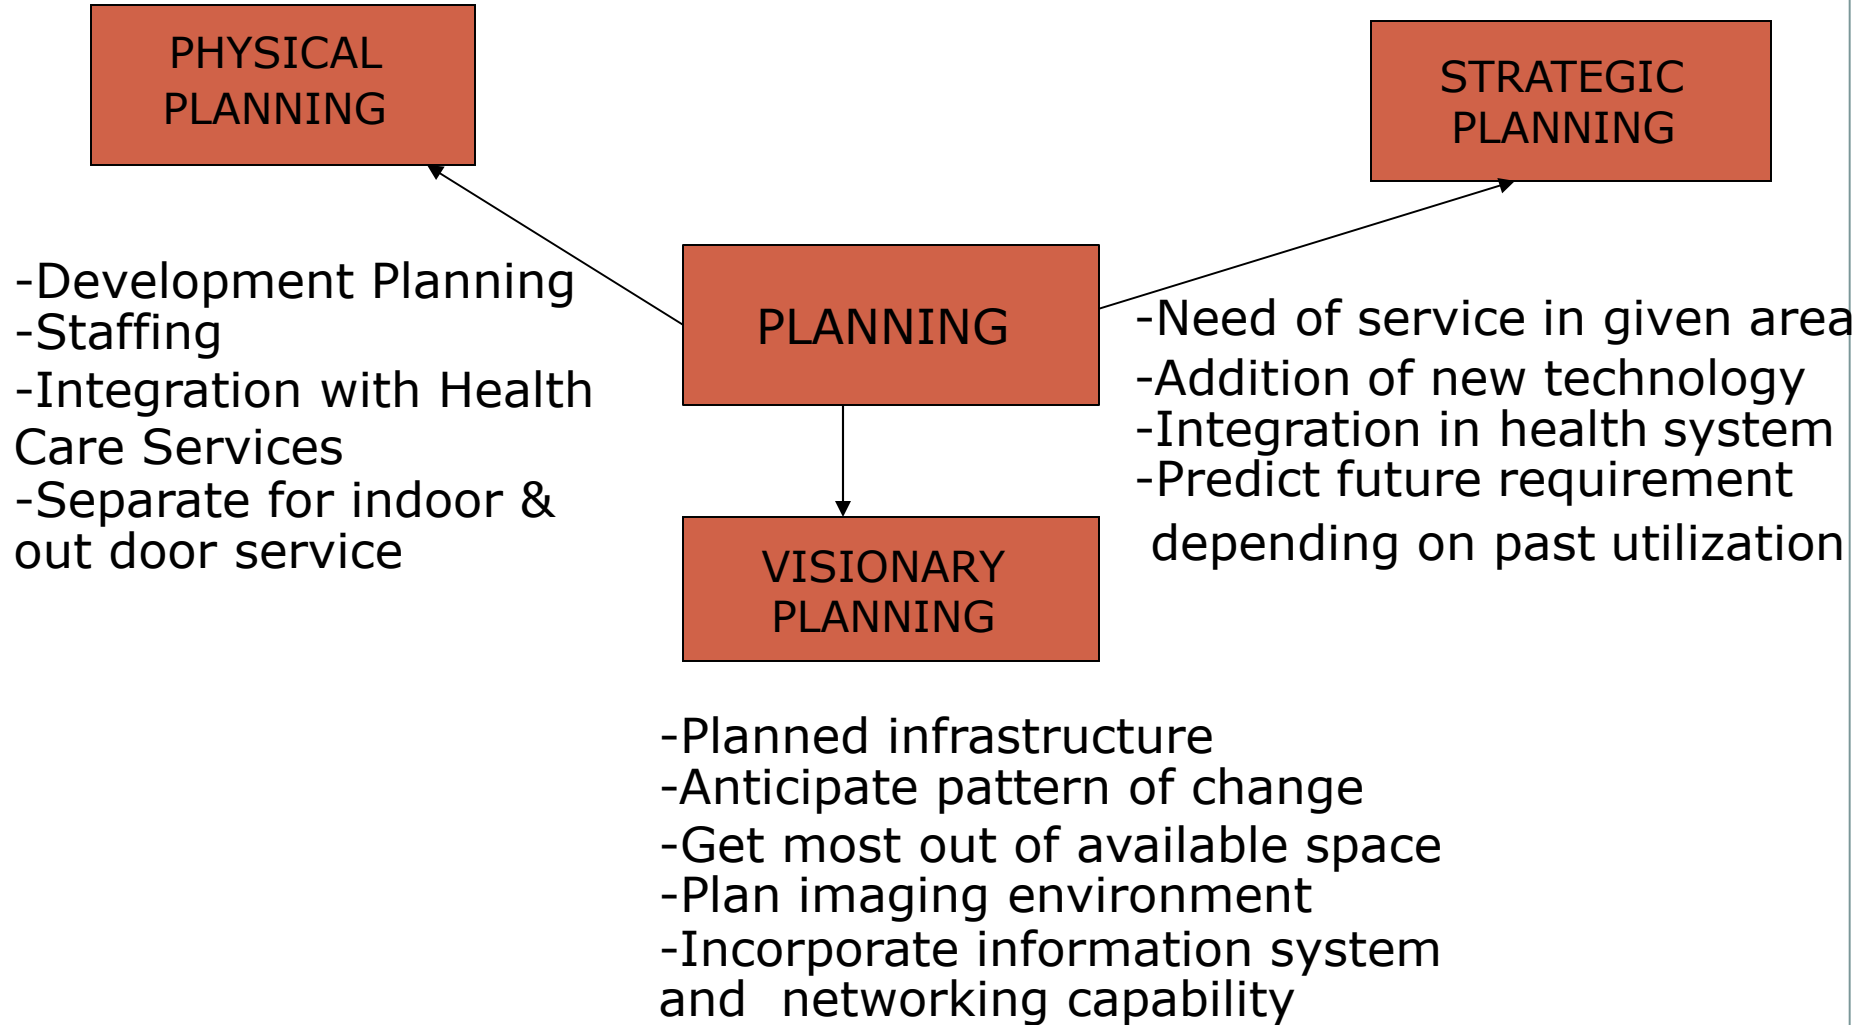 PHYSICAL
PLANNING
STRATEGIC
PLANNING
-Development Planning
-Staffing
-Integration with Health
Care Services
-Separate for indoor &
out door service
PLANNING
-Need of service in given area
-Addition of new technology
-Integration in health system
-Predict future requirement
depending on past utilization
VISIONARY
PLANNING
-Planned infrastructure
-Anticipate pattern of change
-Get most out of available space
-Plan imaging environment
-Incorporate information system
and  networking capability